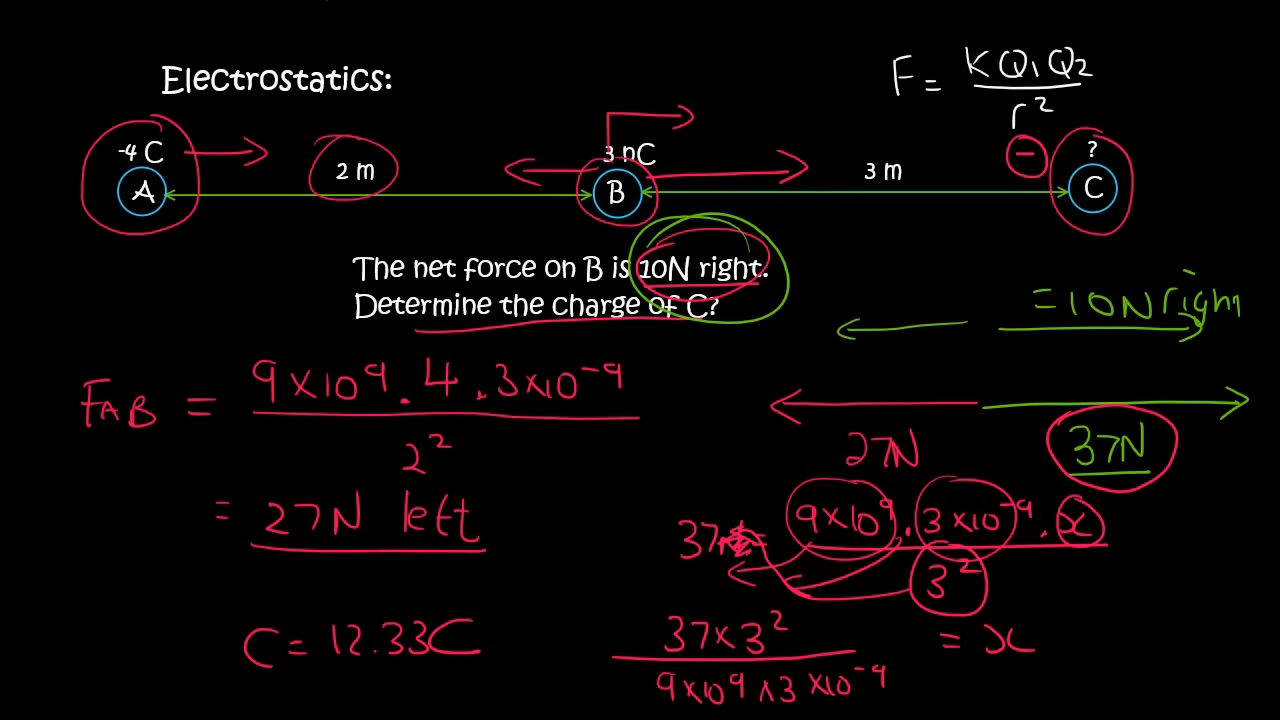 Electrostatics:
F = KQ1Q2
r²
-4 C
2 m
3 nC
3 m
−
?
A
B
C
The net force on B is 10N right.
Determine the charge of C?
=10N right
FAB = 9x10⁹ . 4 . 3x10⁻⁹
2²
= 27N left
27N
37N
37 = 9x10⁹ . 3x10⁻⁹ . x
3²
C = 12.33C
37x3² = x
9x10⁹ x3 x10⁻⁹